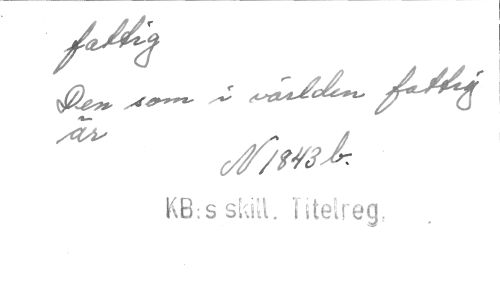 fattig
Den som i världen fattig
är
N 1843 b.
KB:s skill. Titelreg.